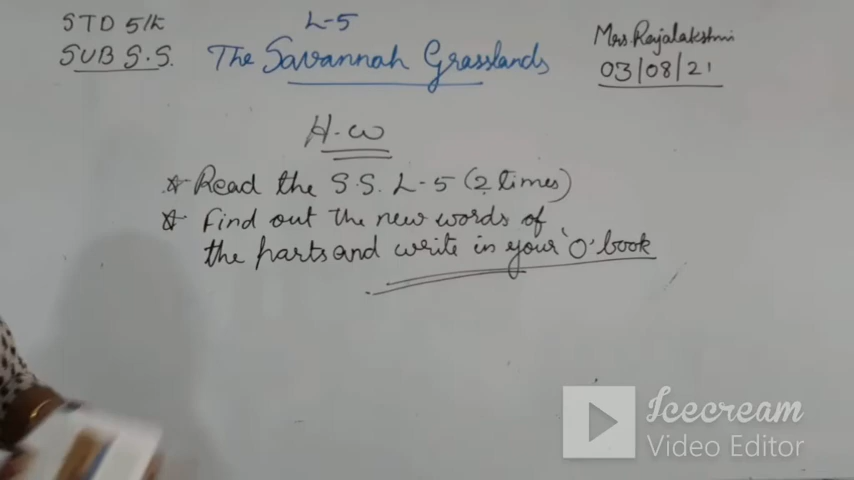 STD 5th
SUB S.S.
L-5
The Savannah Grasslands
Mrs. Rajalakshmi
03/08/21
H.W
* Read the S.S. L-5 (2 times)
* Find out the new words of
the parts and write in your 'O' book
Icecream
Video Editor